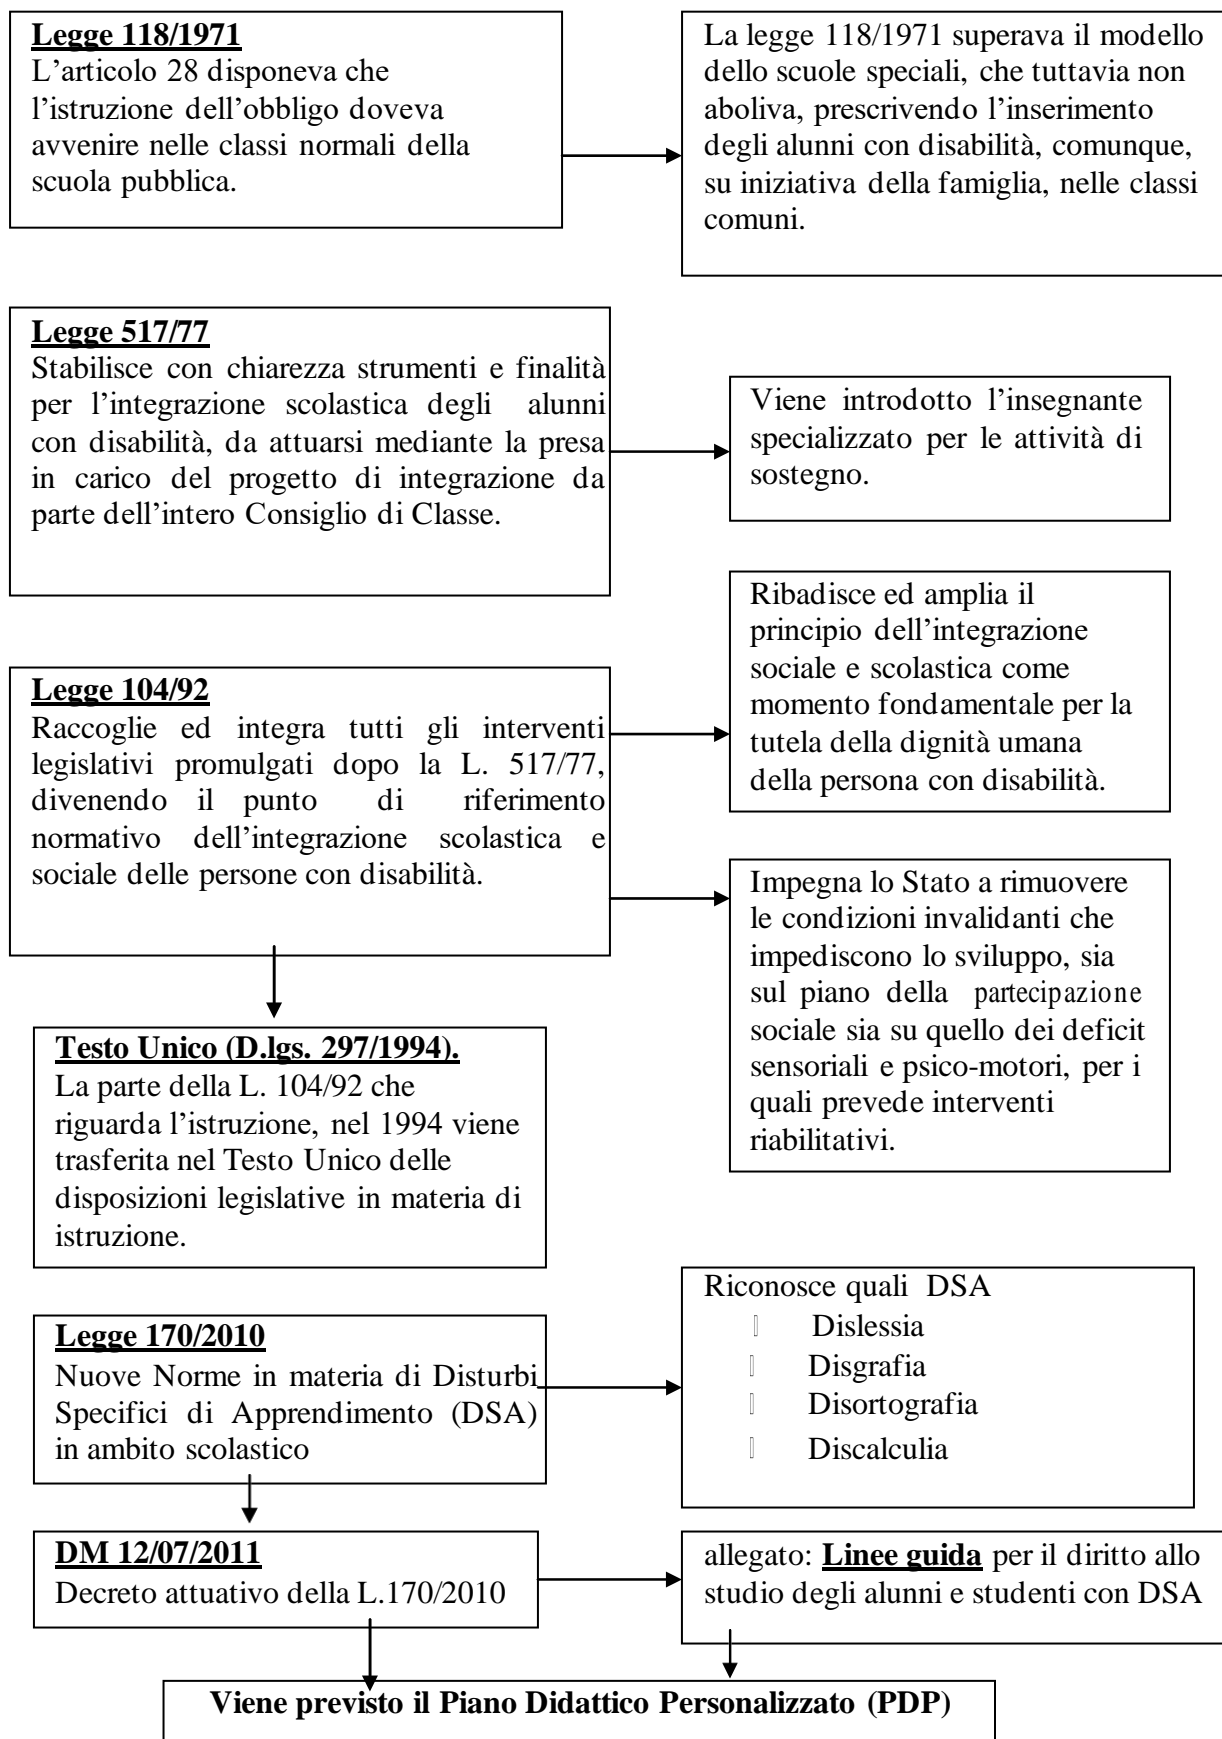 Legge 118/1971
L’articolo 28 disponeva che
l’istruzione dell’obbligo doveva
avvenire nelle classi normali della
scuola pubblica.
La legge 118/1971 superava il modello
dello scuole speciali, che tuttavia non
aboliva, prescrivendo l’inserimento
degli alunni con disabilità, comunque,
su iniziativa della famiglia, nelle classi
comuni.
Legge 517/77
Stabilisce con chiarezza strumenti e finalità
per l’integrazione scolastica degli alunni
con disabilità, da attuarsi mediante la presa
in carico del progetto di integrazione da
parte dell’intero Consiglio di Classe.
Viene introdotto l’insegnante
specializzato per le attività di
sostegno.
Legge 104/92
Raccoglie ed integra tutti gli interventi
legislativi promulgati dopo la L. 517/77,
divenendo il punto di riferimento
normativo dell’integrazione scolastica e
sociale delle persone con disabilità.
Ribadisce ed amplia il
principio dell’integrazione
sociale e scolastica come
momento fondamentale per la
tutela della dignità umana
della persona con disabilità.
Impegna lo Stato a rimuovere
le condizioni invalidanti che
impediscono lo sviluppo, sia
sul piano della partecipazione
sociale sia su quello dei deficit
sensoriali e psico-motori, per i
quali prevede interventi
riabilitativi.
Testo Unico (D.lgs. 297/1994).
La parte della L. 104/92 che
riguarda l’istruzione, nel 1994 viene
trasferita nel Testo Unico delle
disposizioni legislative in materia di
istruzione.
Legge 170/2010
Nuove Norme in materia di Disturbi
Specifici di Apprendimento (DSA)
in ambito scolastico
Riconosce quali DSA
Dislessia
Disgrafia
Disortografia
Discalculia
DM 12/07/2011
Decreto attuativo della L.170/2010
allegato: Linee guida per il diritto allo
studio degli alunni e studenti con DSA
Viene previsto il Piano Didattico Personalizzato (PDP)